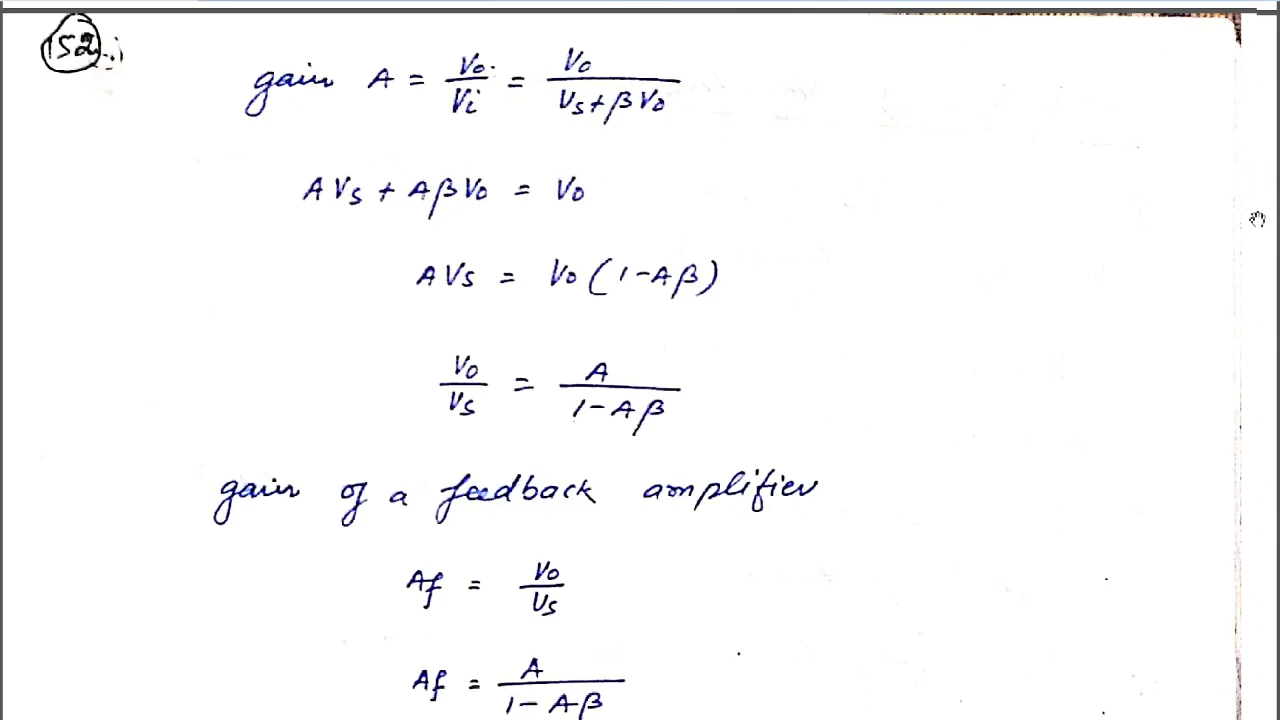 152.
gain A = Vo/Vi = Vo/(Vs + βVo)
AVs + AβVo = Vo
AVs = Vo (1-Aβ)
Vo/Vs = A/(1-Aβ)
gain of a feedback amplifier
Af = Vo/Vs
Af = A/(1-Aβ)